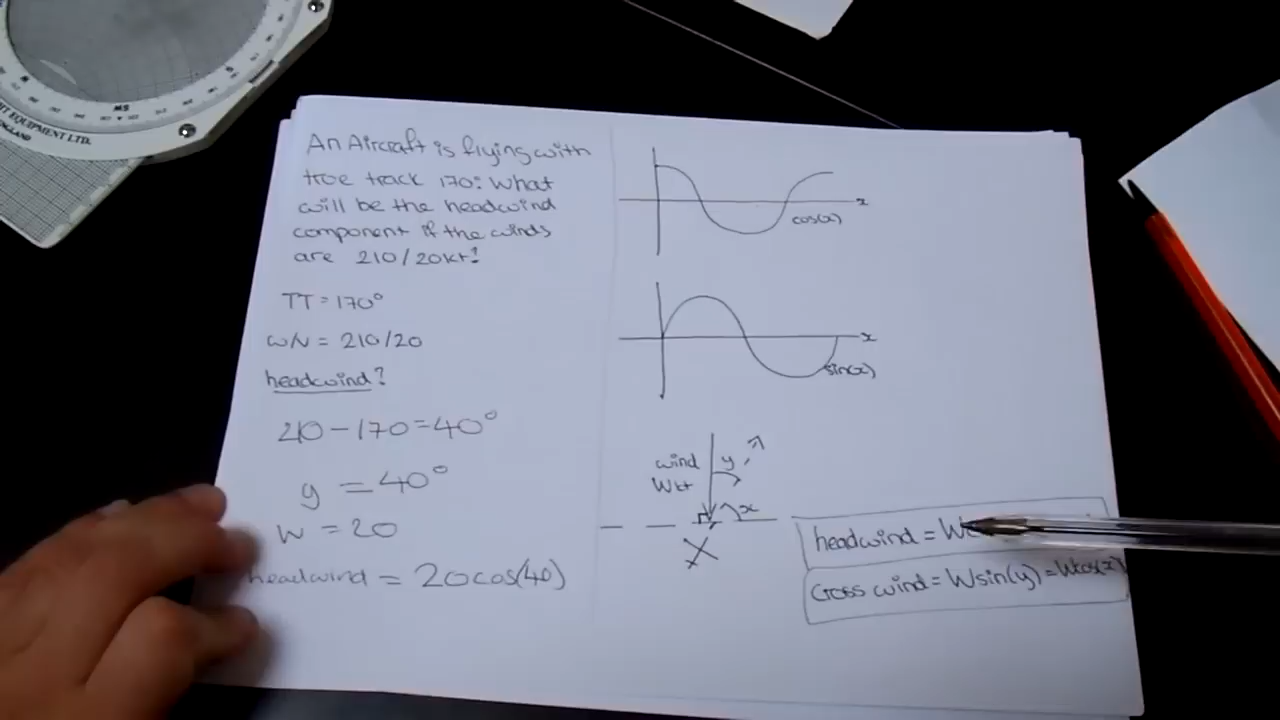 An Aircraft is flying with
true track 170: What
will be the headwind
component if the winds
are 210/20kt?
TT = 170°
W/V = 210/20
headwind?
210 - 170 = 40°
y = 40°
W = 20
headwind = 20cos(40)
x
cos(x)
x
sin(x)
wind
Wkt
y
x
headwind = W
Cross wind = Wsin(y) = Wcos(x)
EQUIPMENT LTD.